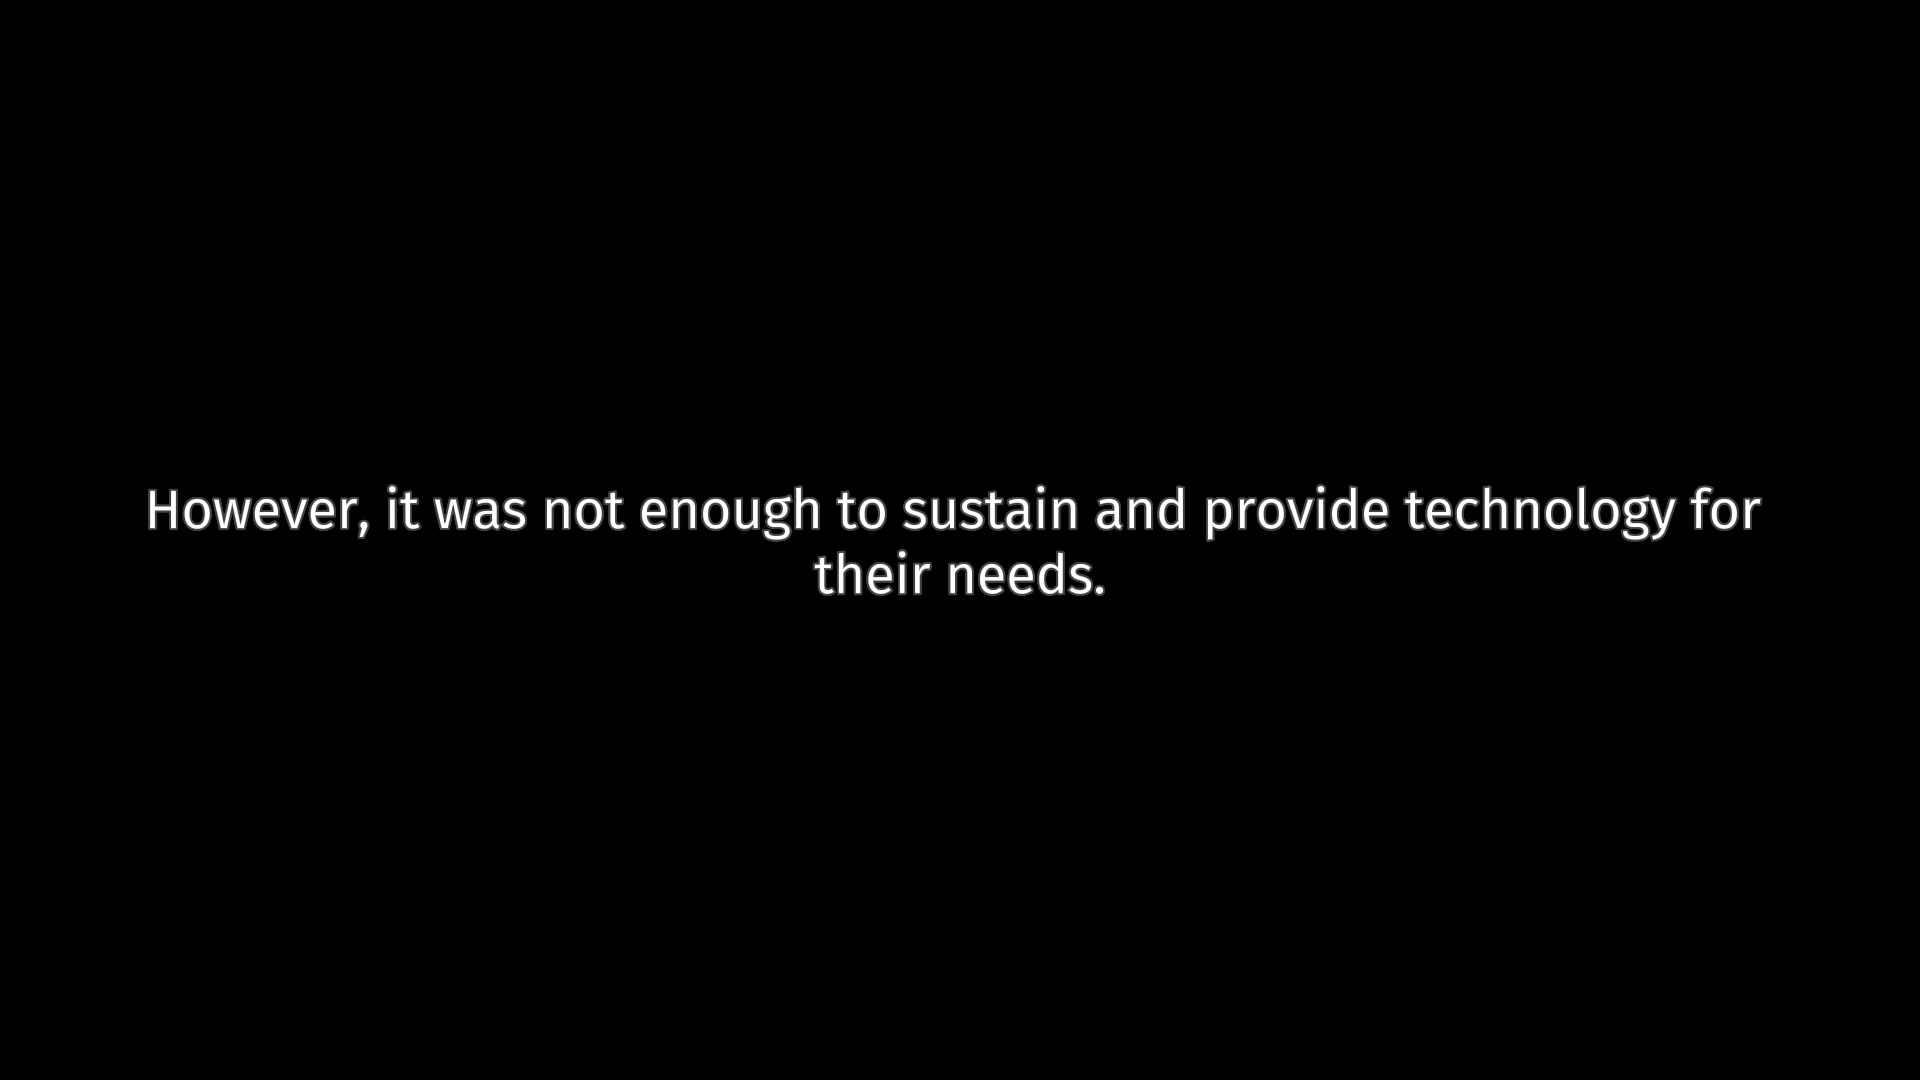 However, it was not enough to sustain and provide technology for
their needs.